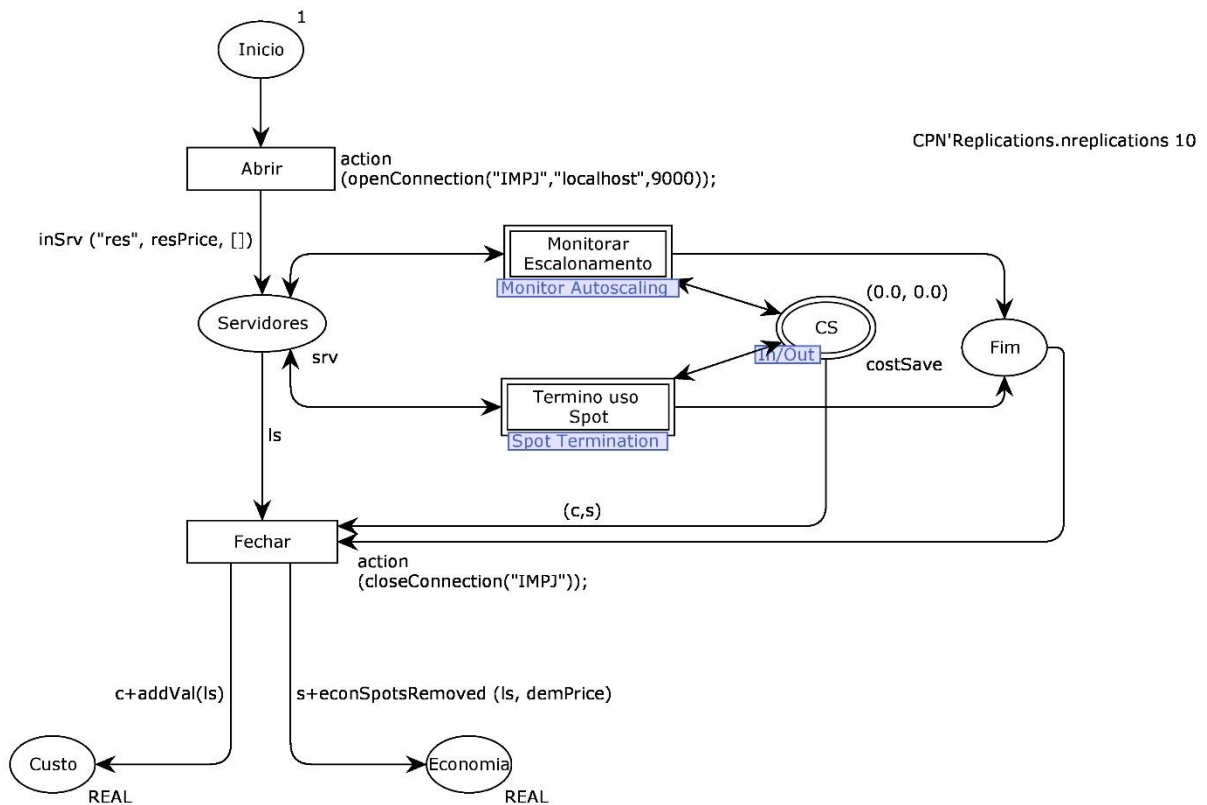 1
Inicio
CPN'Replications.nreplications 10
Abrir
action
(openConnection("IMPJ","localhost",9000));
inSrv ("res", resPrice, [])
Monitorar
Escalonamento
Monitor Autoscaling
(0.0, 0.0)
Servidores
CS
Fim
srv
In/Out
costSave
Termino uso
Spot
Spot Termination
ls
(c,s)
Fechar
action
(closeConnection("IMPJ"));
c+addVal(ls)
s+econSpotsRemoved (ls, demPrice)
Custo
Economia
REAL
REAL